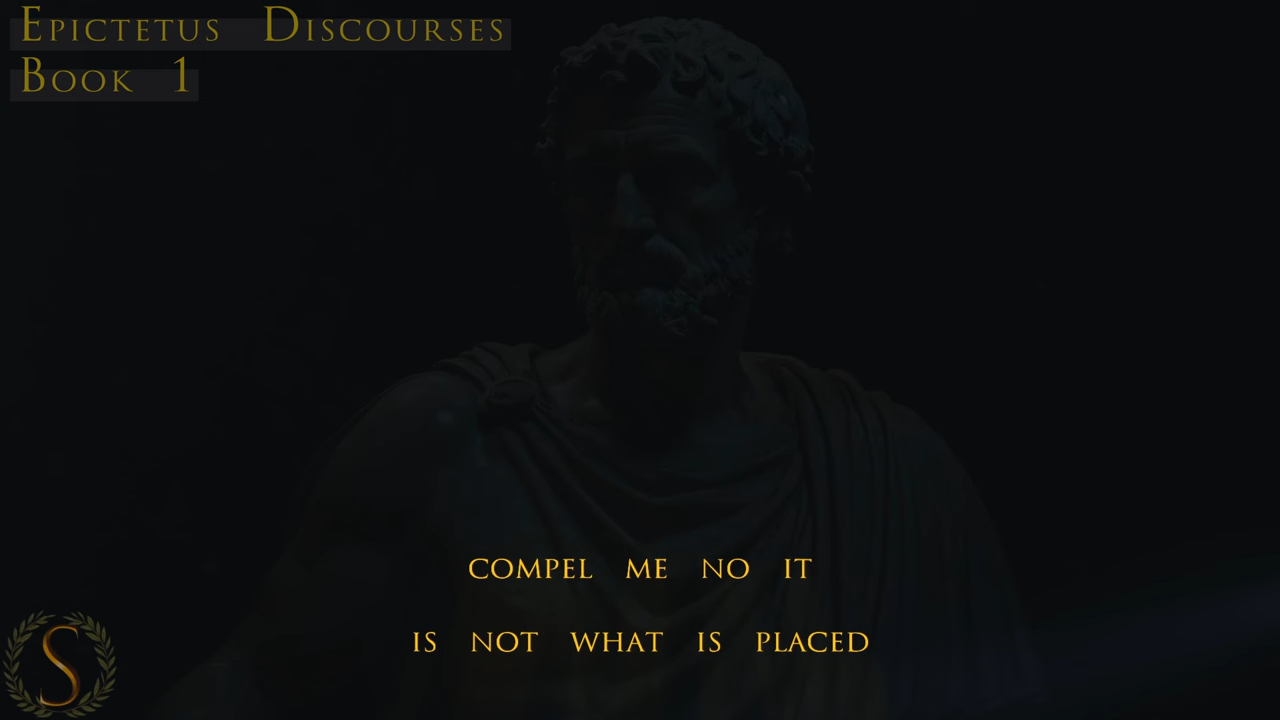 Epictetus Discourses
Book 1
COMPEL ME NO IT
IS NOT WHAT IS PLACED
S